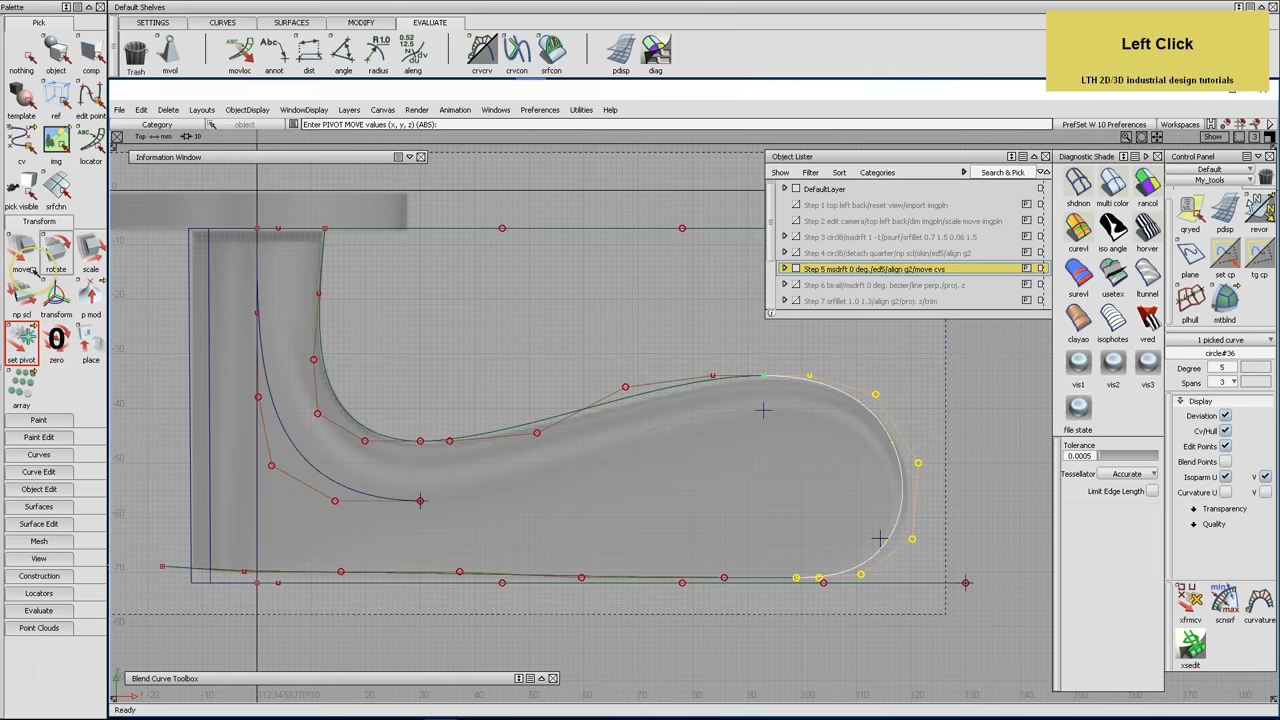 Palette
Default Shelves
Pick
SETTINGS CURVES SURFACES MODIFY EVALUATE
Left Click
LTH 2D/3D industrial design tutorials
nothing object comp
Trash mvol movloc annot dist angle radius aleng crvcrv crvcon srfcon pdisp diag
template ref edit point
File Edit Delete Layouts ObjectDisplay WindowDisplay Layers Canvas Render Animation Windows Preferences Utilities Help
Category object Enter PIVOT MOVE values (x, y, z) (ABS): PrefSet W 10 Preferences Workspaces
Top mm 10 Show
cv img locator
Information Window
Object Lister
Diagnostic Shade
Control Panel
Show Filter Sort Categories Search & Pick
Default
My_tools
DefaultLayer
Step 1 top left back/reset view/import imgpln
Step 2 edit camera/top left back/dim imgpln/scale move imgpln
Step 3 circl8/msdrft 1 -1/psurf/srfillet 0.7 1.5 0.06 1.5
Step 4 circl8/detach quarter/np scl/skin/ed5/align g2
Step 5 msdrft 0 deg./ed5/align g2/move cvs
Step 6 birail/msdrft 0 deg. bezier/line perp./proj. z
Step 7 srfillet 1.0 1.3/align g2/proj. z/trim
pick visible srfchn
Transform
move rotate scale
np scl transform p mod
set pivot zero place
array
Paint
Paint Edit
Curves
Curve Edit
Object Edit
Surfaces
Surface Edit
Mesh
View
Construction
Locators
Evaluate
Point Clouds
shdnon multi color rancol
curevl iso angle horver
surevl usetex ltunnel
clayao isophotes vred
vis1 vis2 vis3
file state
Tolerance
0.0005
Tessellator Accurate
Limit Edge Length
qryed pdisp revor
plane set cp tg cp
pihull mtblnd
1 picked curve
circle#36
Degree 5
Spans 3
Display
Deviation
Cv/Hull
Edit Points
Blend Points
Isoparm U V
Curvature U V
Transparency
Quality
xfrmcv scnsrf curvature
xsedit
Blend Curve Toolbox
Ready